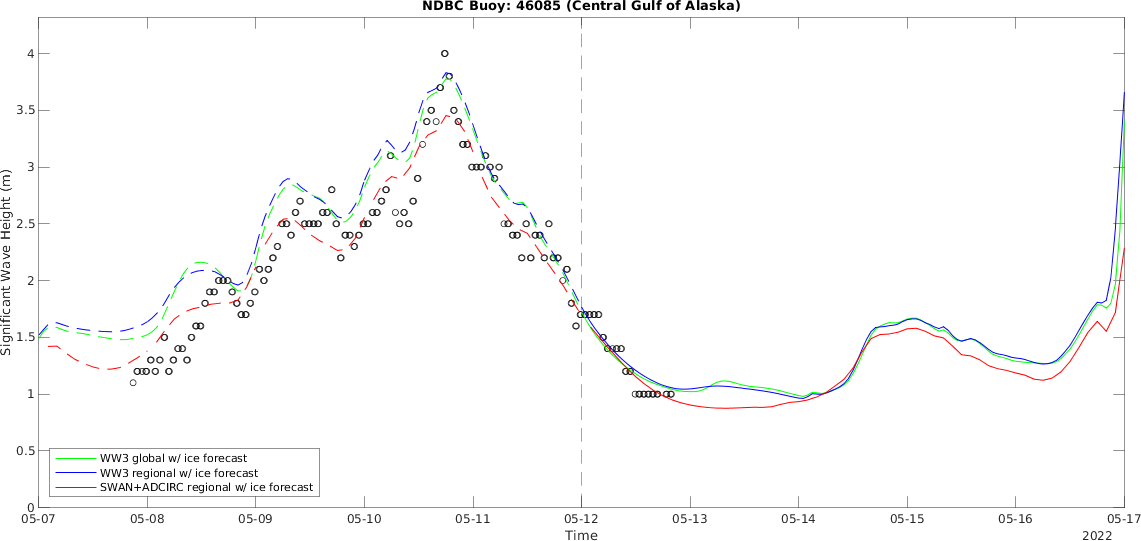 NDBC Buoy: 46085 (Central Gulf of Alaska)
Significant Wave Height (m)
4
3.5
3
2.5
2
1.5
1
0.5
0
WW3 global w/ ice forecast
WW3 regional w/ ice forecast
SWAN+ADCIRC regional w/ ice forecast
05-07 05-08 05-09 05-10 05-11 05-12 05-13 05-14 05-15 05-16 05-17
Time
2022